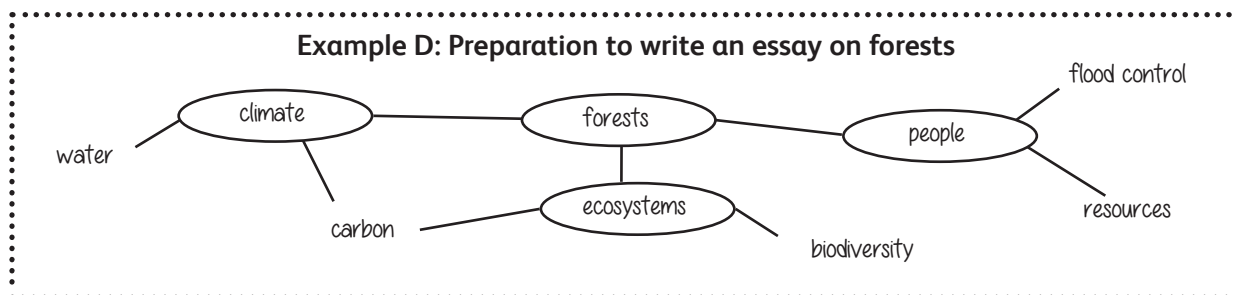 Example D: Preparation to write an essay on forests
flood control
climate
forests
people
water
ecosystems
resources
carbon
biodiversity